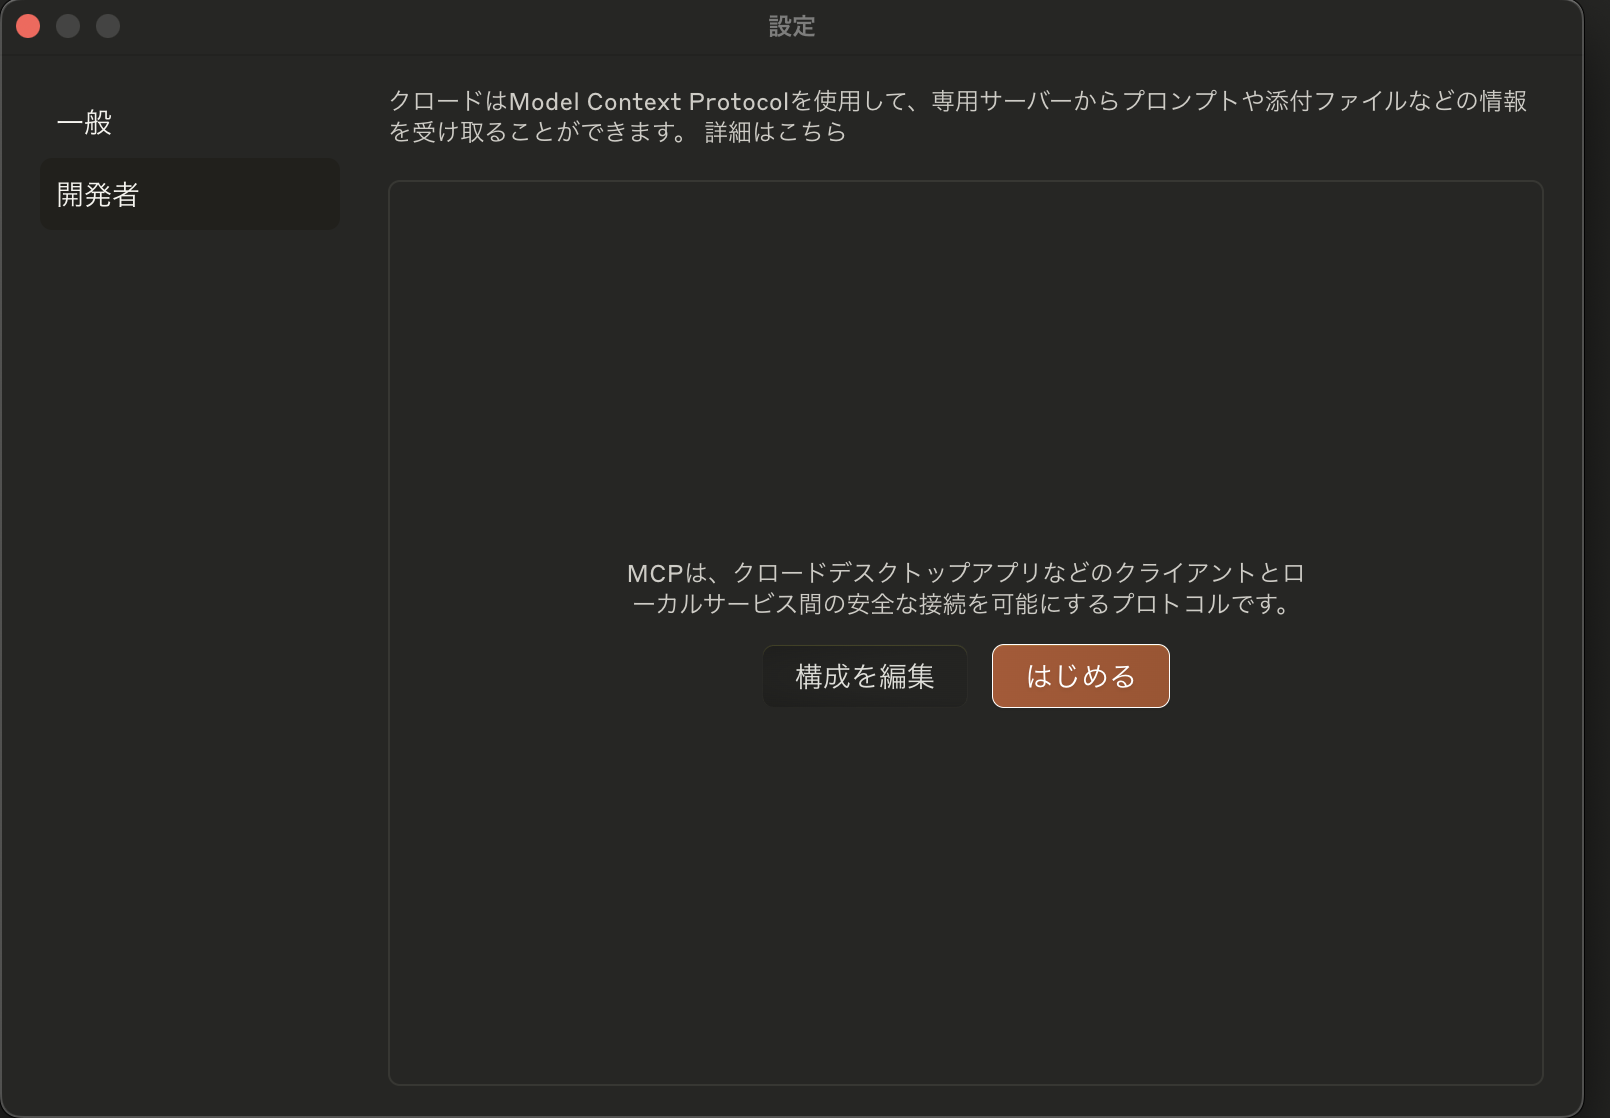 設定
一般
開発者
クロードはModel Context Protocolを使用して、専用サーバーからプロンプトや添付ファイルなどの情報
を受け取ることができます。 詳細はこちら
MCPは、クロードデスクトップアプリなどのクライアントとロ
ーカルサービス間の安全な接続を可能にするプロトコルです。
構成を編集
はじめる